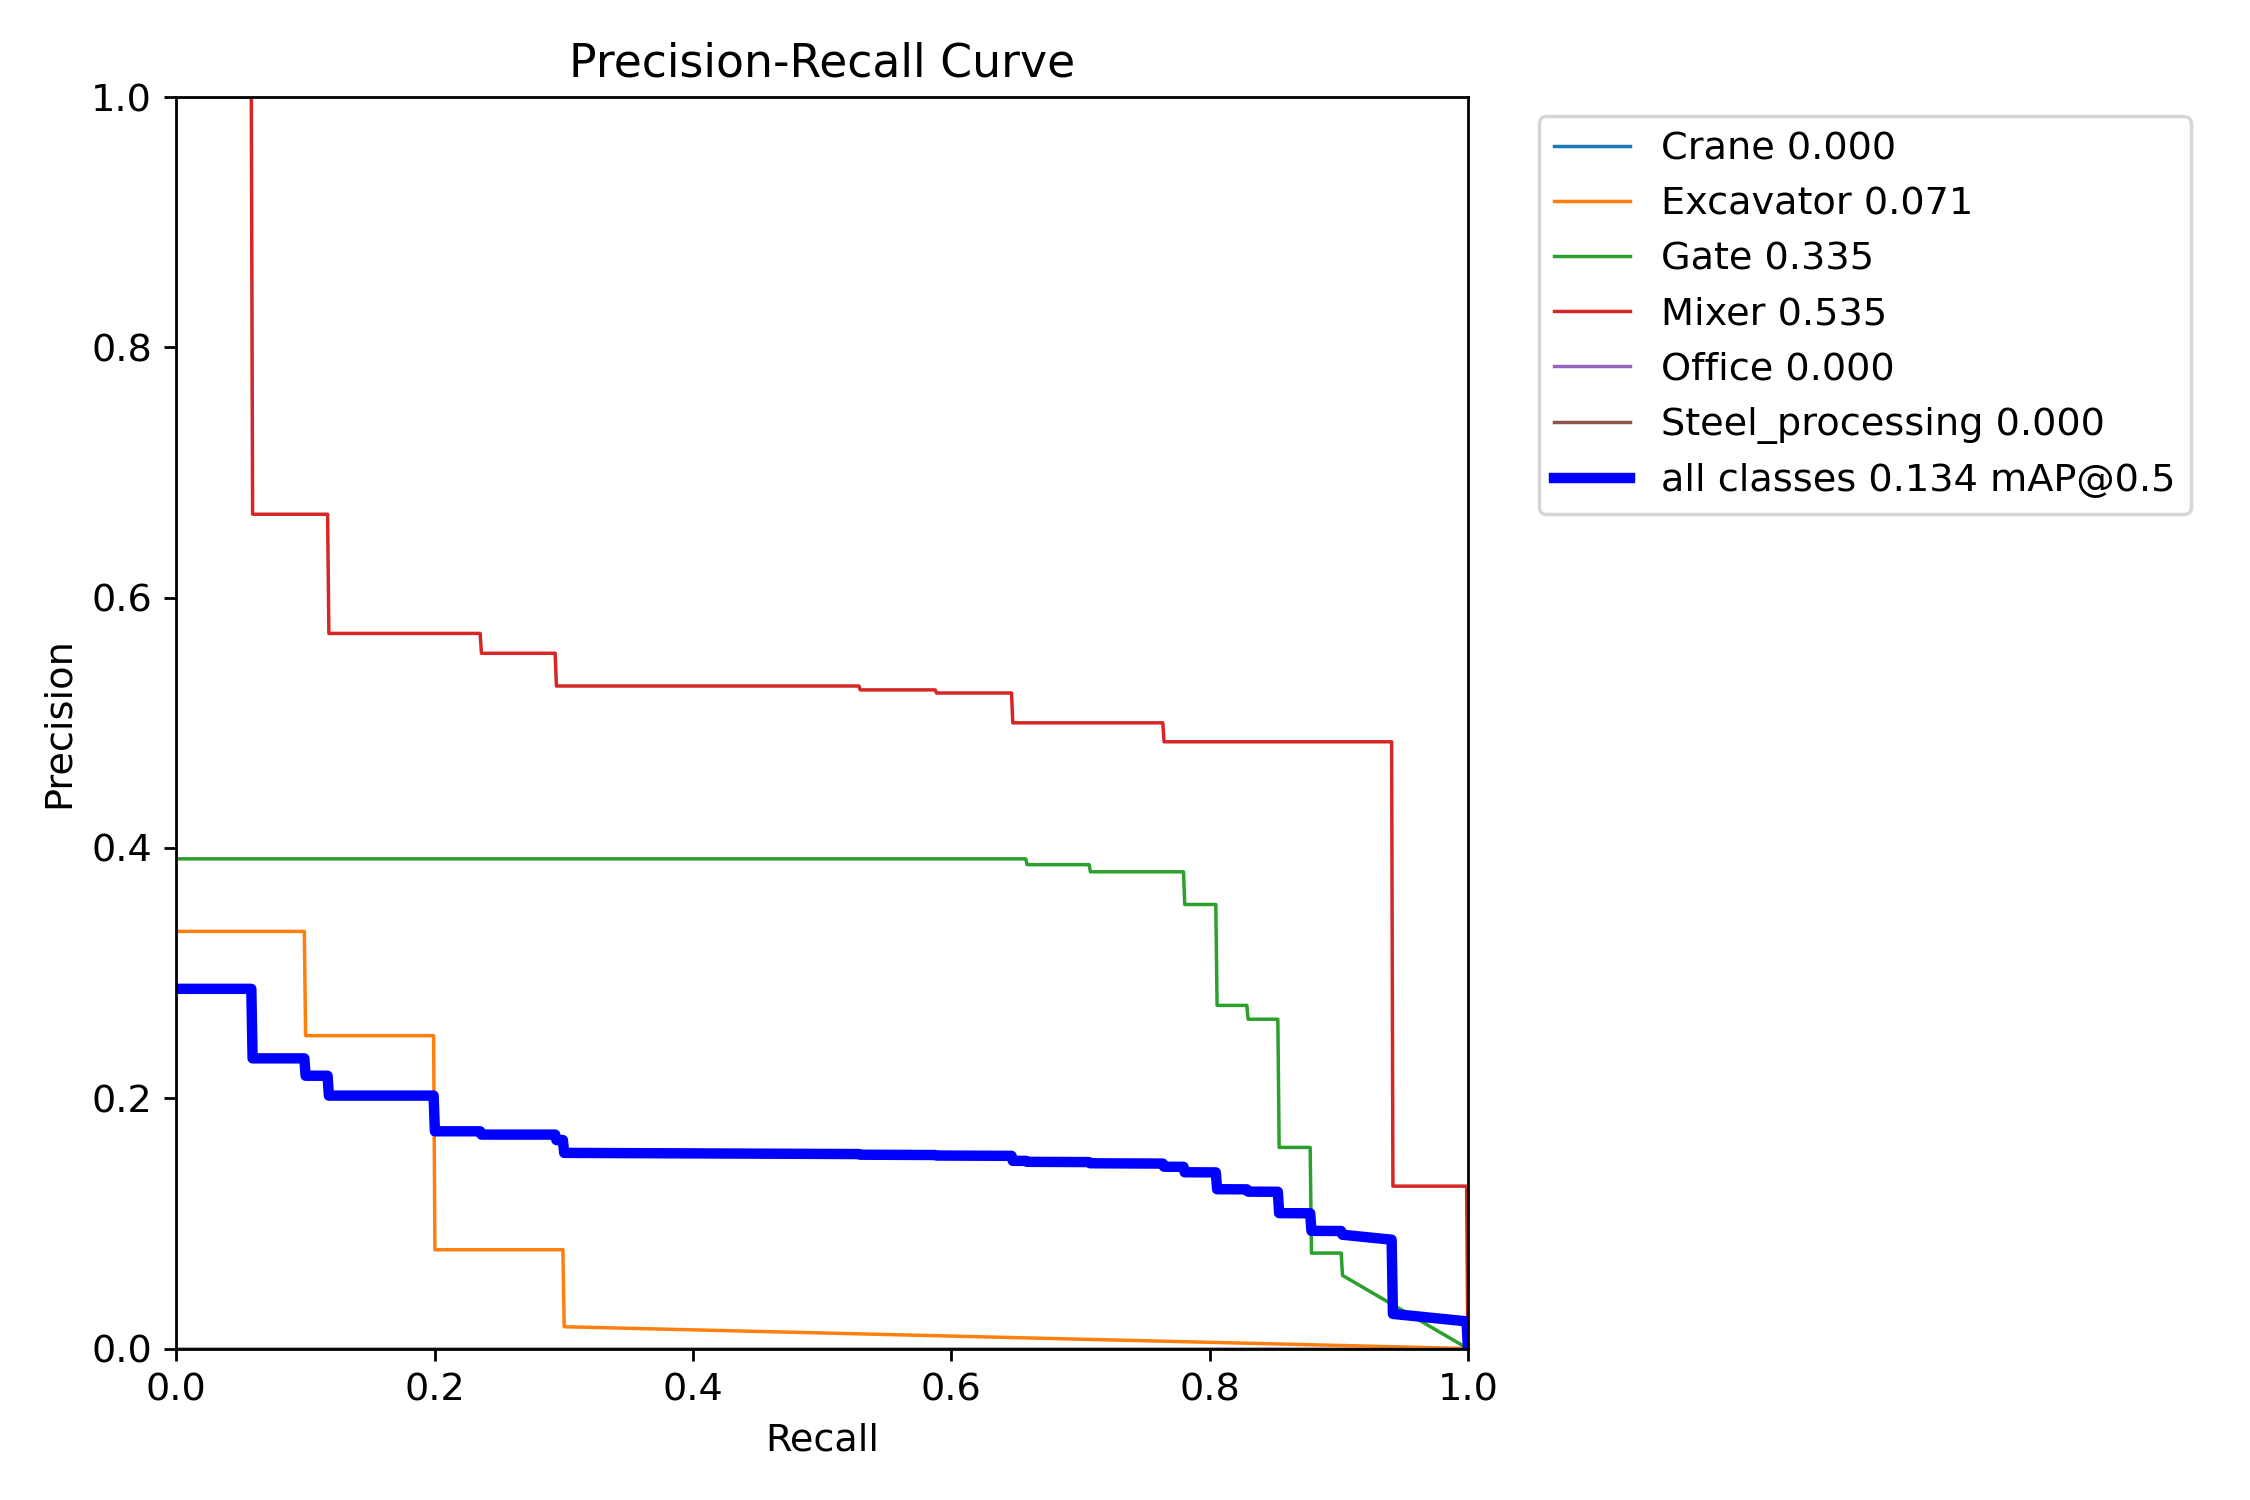 Precision-Recall Curve
1.0
0.8
0.6
0.4
0.2
0.0
Precision
0.0 0.2 0.4 0.6 0.8 1.0
Recall
Crane 0.000
Excavator 0.071
Gate 0.335
Mixer 0.535
Office 0.000
Steel_processing 0.000
all classes 0.134 mAP@0.5